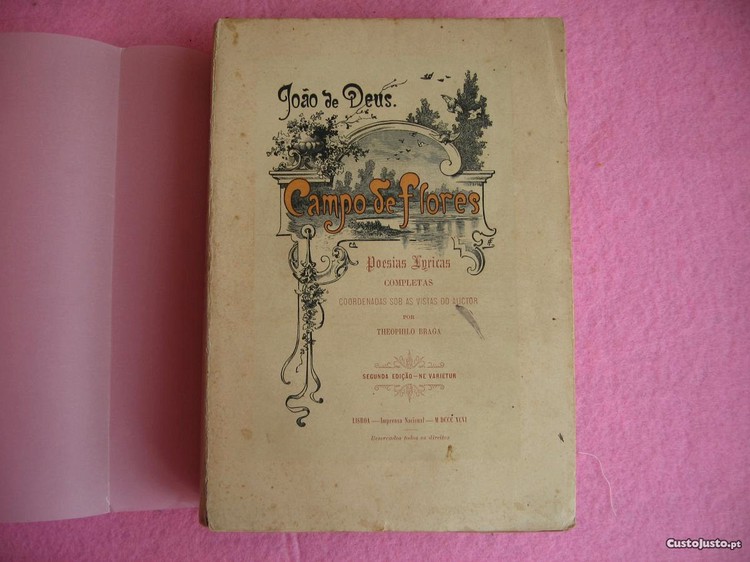 João de Deus.
Campo de Flores
Poesias Lyricas
COMPLETAS
COORDENADAS SOB AS VISTAS DO AUCTOR
POR
THEOPHILO BRAGA
SEGUNDA EDIÇÃO—NE VARIETUR
LISBOA—Imprensa Nacional—M DCCC XCVI
Reservados todos os direitos
CustoJusto.pt